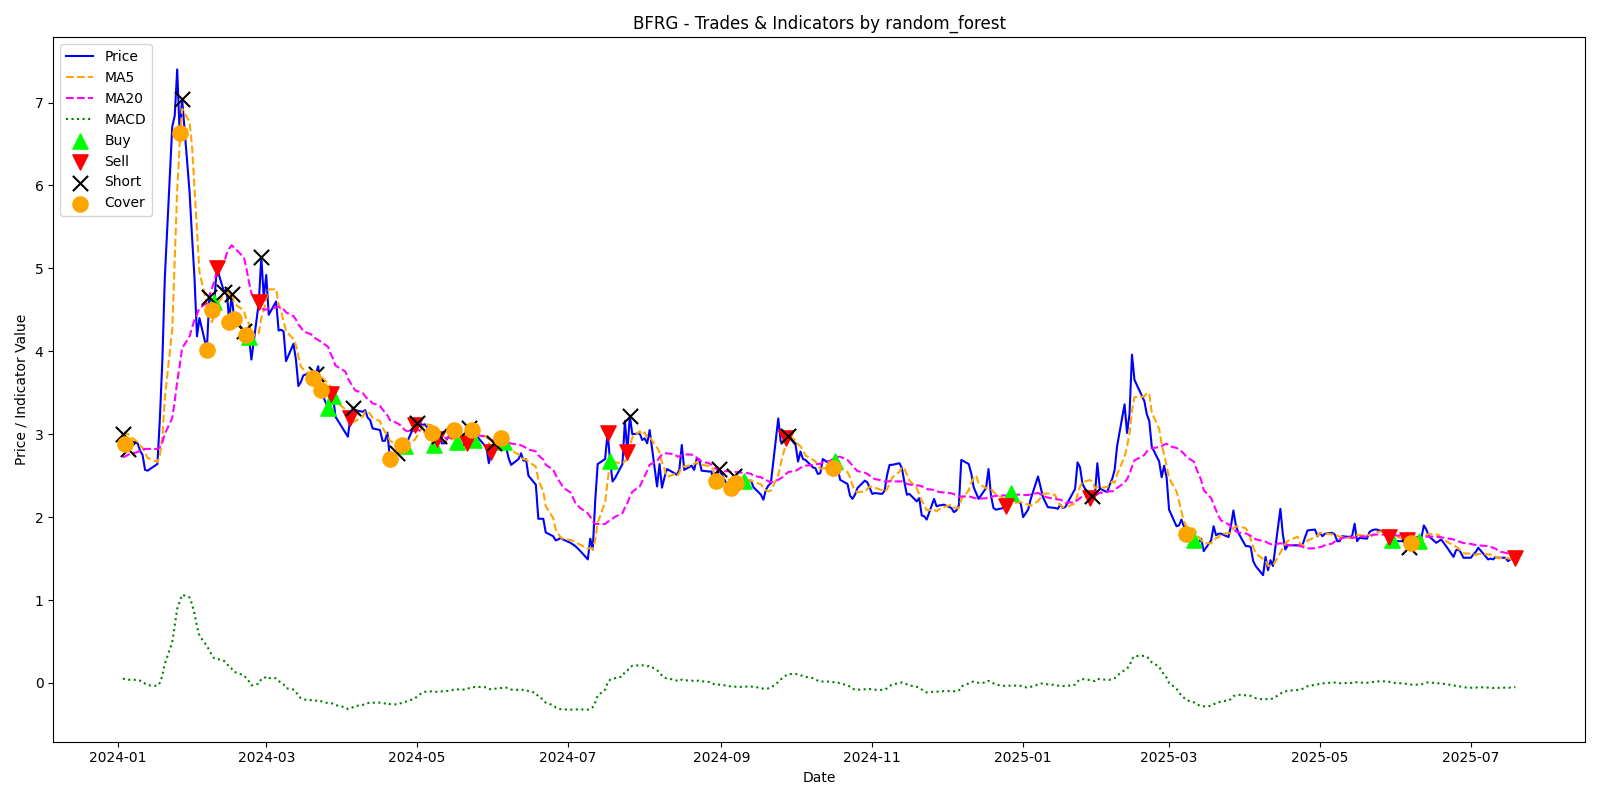 BFRG - Trades & Indicators by random_forest
Price
MA5
MA20
MACD
Buy
Sell
Short
Cover
Price / Indicator Value
7
6
5
4
3
2
1
0
2024-01 2024-03 2024-05 2024-07 2024-09 2024-11 2025-01 2025-03 2025-05 2025-07
Date